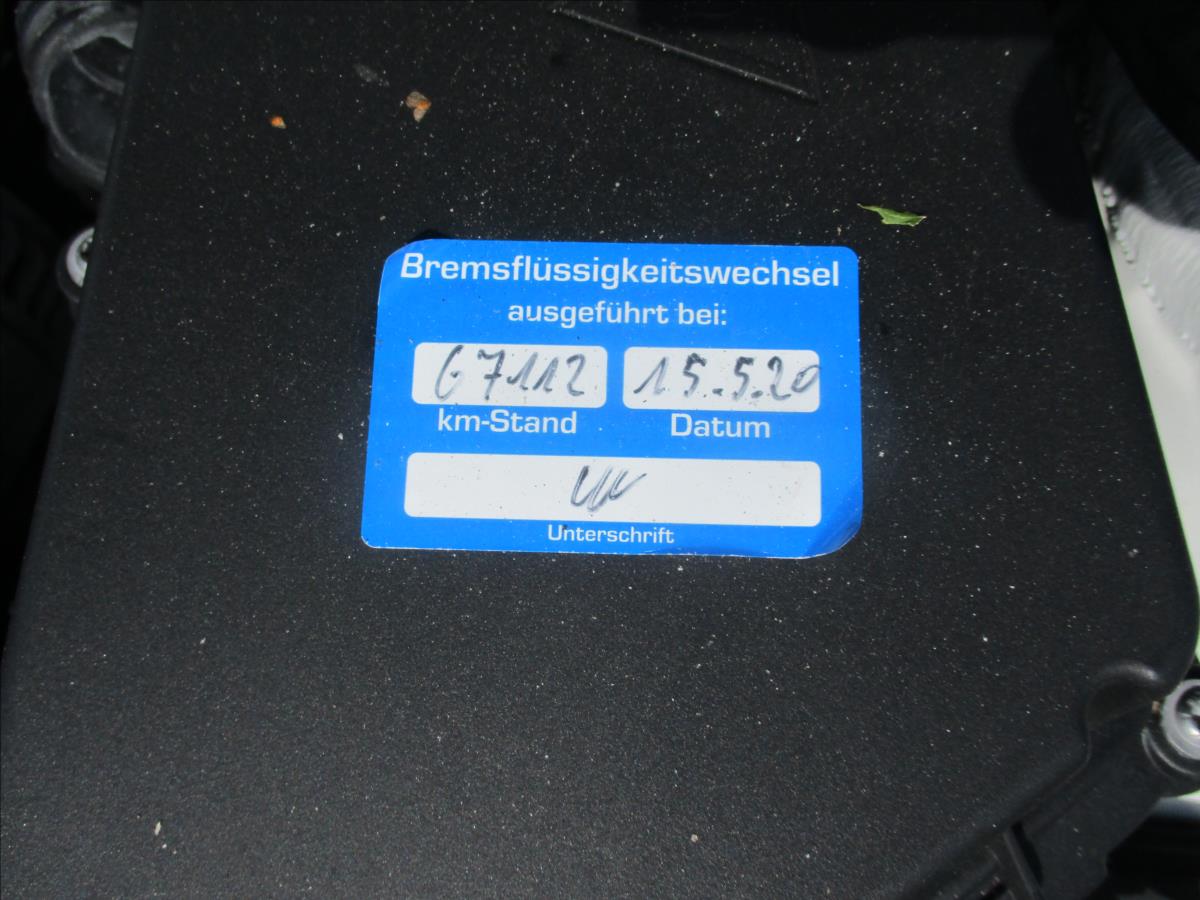 Bremsflüssigkeitswechsel
ausgeführt bei:
67112 15.5.20
km-Stand Datum
Unterschrift